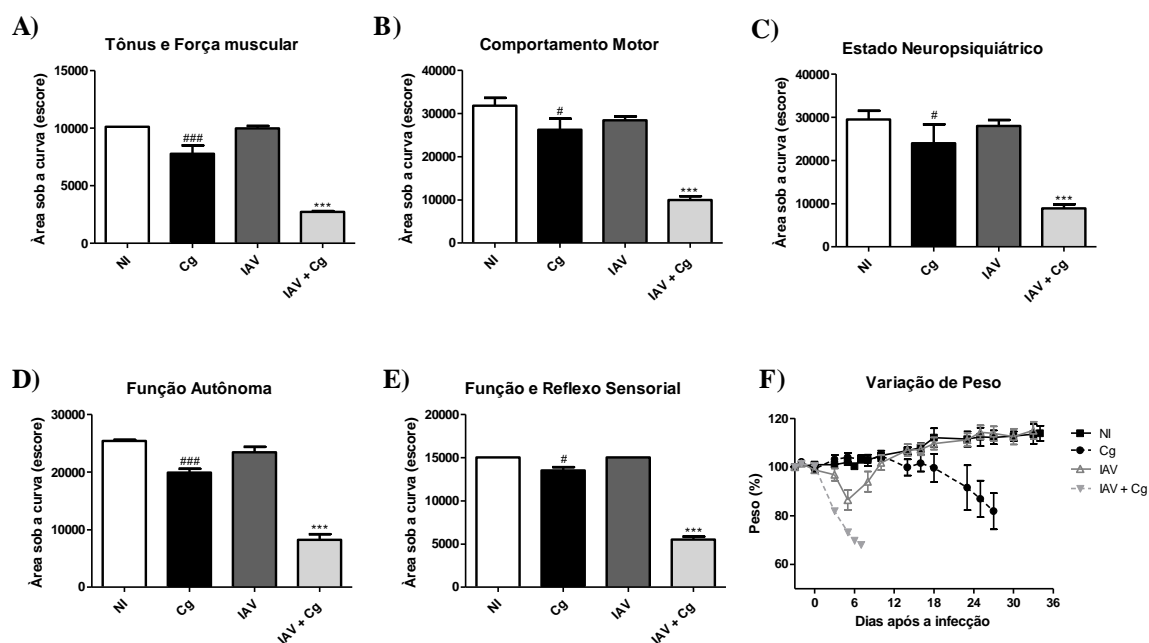 A)
Tônus e Força muscular
Àrea sob a curva (escore)
15000
10000
5000
0
###
***
NI
Cg
IAV
IAV + Cg
B)
Comportamento Motor
Àrea sob a curva (escore)
40000
30000
20000
10000
0
#
***
NI
Cg
IAV
IAV + Cg
C)
Estado Neuropsiquiátrico
Àrea sob a curva (escore)
40000
30000
20000
10000
0
#
***
NI
Cg
IAV
IAV + Cg
D)
Função Autônoma
Àrea sob a curva (escore)
30000
20000
10000
0
###
***
NI
Cg
IAV
IAV + Cg
E)
Função e Reflexo Sensorial
Àrea sob a curva (escore)
20000
15000
10000
5000
0
#
***
NI
Cg
IAV
IAV + Cg
F)
Variação de Peso
Peso (%)
120
100
80
60
0 6 12 18 24 30 36
Dias após a infecção
NI
Cg
IAV
IAV + Cg